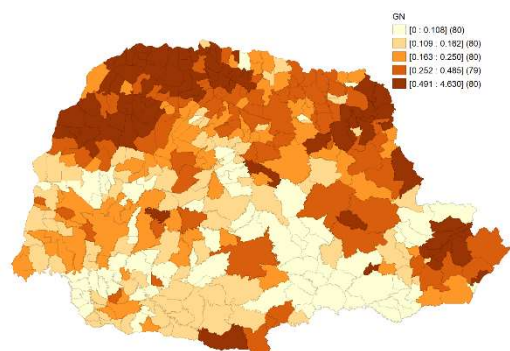 GN
[0 : 0.108] (80)
[0.109 : 0.162] (80)
[0.163 : 0.250] (80)
[0.252 : 0.485] (79)
[0.491 : 4.630] (80)